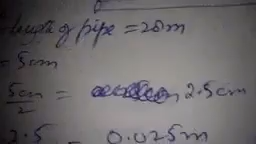 length of pipe = 20m
= 5cm
5cm/2 = 2.5cm
2.5 = 0.025m